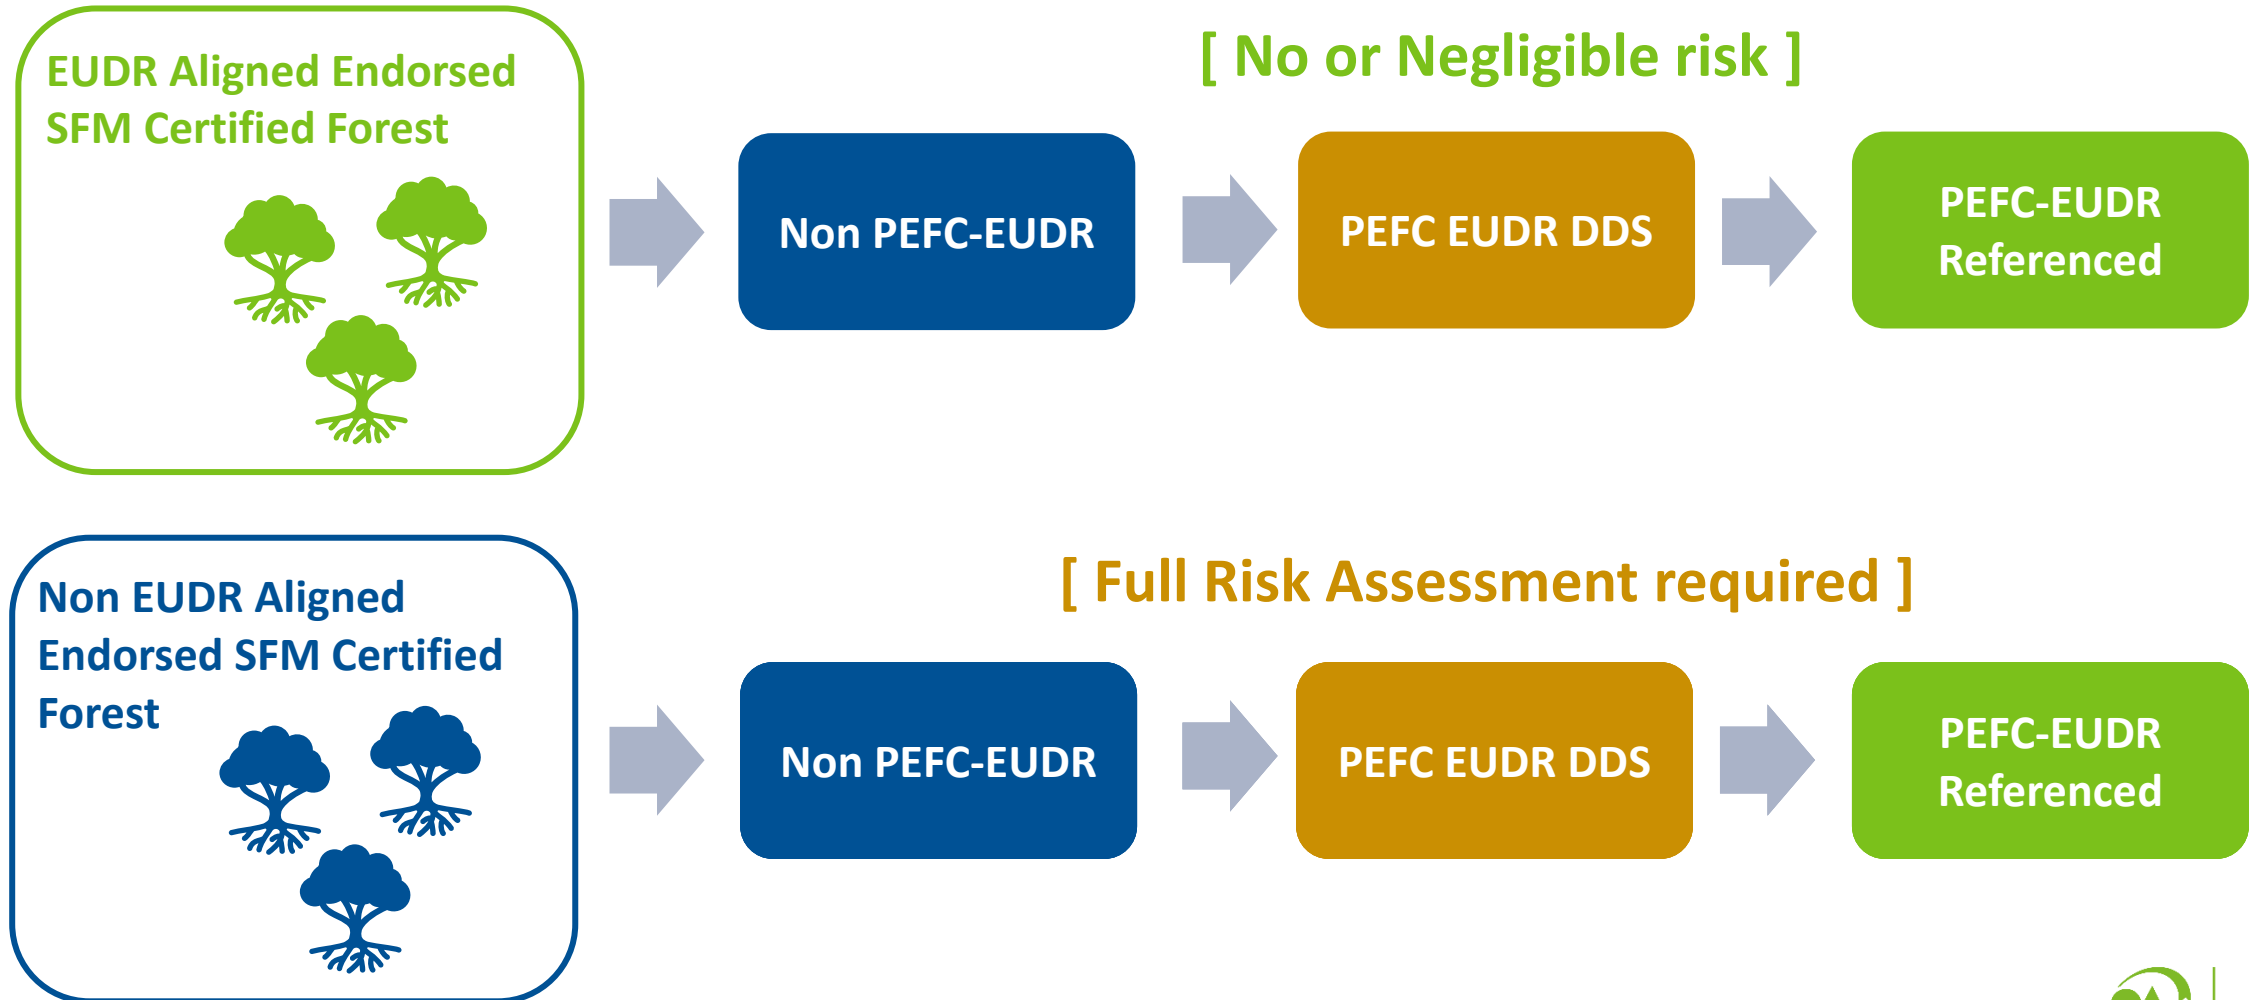 [ No or Negligible risk ]
EUDR Aligned Endorsed
SFM Certified Forest
Non PEFC-EUDR
PEFC EUDR DDS
PEFC-EUDR
Referenced
[ Full Risk Assessment required ]
Non EUDR Aligned
Endorsed SFM Certified
Forest
Non PEFC-EUDR
PEFC EUDR DDS
PEFC-EUDR
Referenced